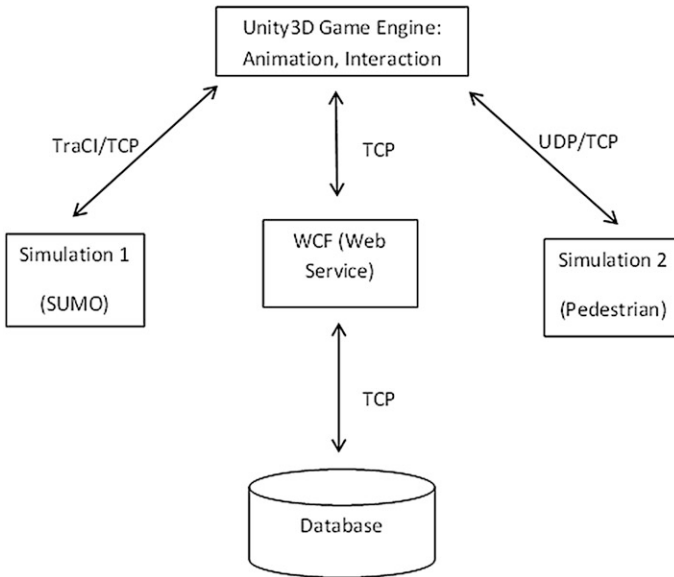 Unity3D Game Engine:
Animation, Interaction
TraCI/TCP
TCP
UDP/TCP
Simulation 1
(SUMO)
WCF (Web
Service)
Simulation 2
(Pedestrian)
TCP
Database